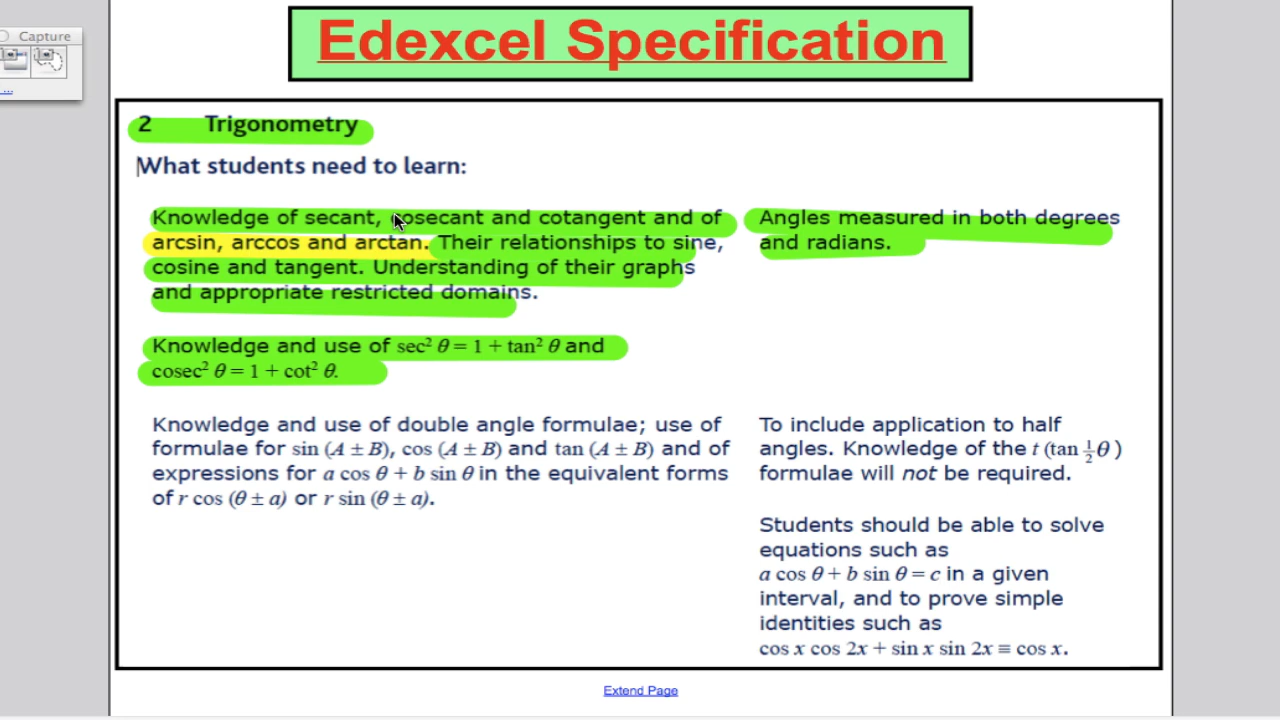 Capture
...
Edexcel Specification
2 Trigonometry
What students need to learn:
Knowledge of secant, cosecant and cotangent and of
arcsin, arccos and arctan. Their relationships to sine,
cosine and tangent. Understanding of their graphs
and appropriate restricted domains.
Angles measured in both degrees
and radians.
Knowledge and use of sec² θ = 1 + tan² θ and
cosec² θ = 1 + cot² θ.
Knowledge and use of double angle formulae; use of
formulae for sin (A ± B), cos (A ± B) and tan (A ± B) and of
expressions for a cos θ + b sin θ in the equivalent forms
of r cos (θ ± a) or r sin (θ ± a).
To include application to half
angles. Knowledge of the t (tan ½θ )
formulae will not be required.
Students should be able to solve
equations such as
a cos θ + b sin θ = c in a given
interval, and to prove simple
identities such as
cos x cos 2x + sin x sin 2x ≡ cos x.
Extend Page